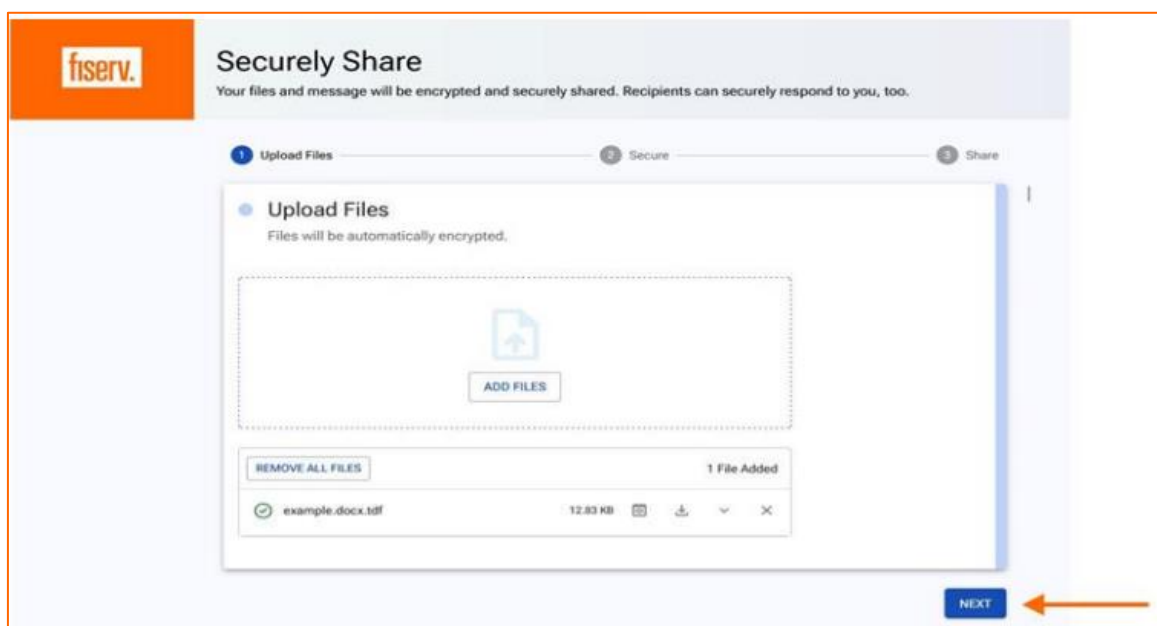 fiserv.
Securely Share
Your files and message will be encrypted and securely shared. Recipients can securely respond to you, too.
1 Upload Files 2 Secure 3 Share
Upload Files
Files will be automatically encrypted.
ADD FILES
REMOVE ALL FILES 1 File Added
example.docx.tdf 12.83 KB
NEXT